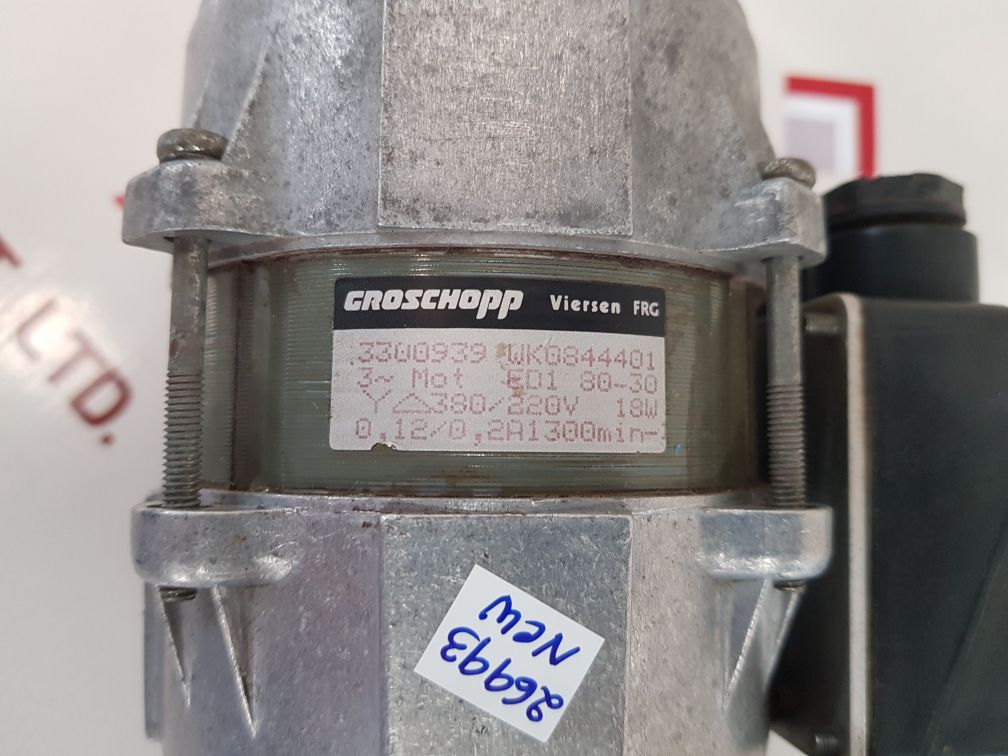 GROSCHOPP Viersen FRG
3300939 WK0844401
3~ Mot ED1 80-30
Y△380/220V 18W
0,12/0,2A1300min-
LTD.
26993
New